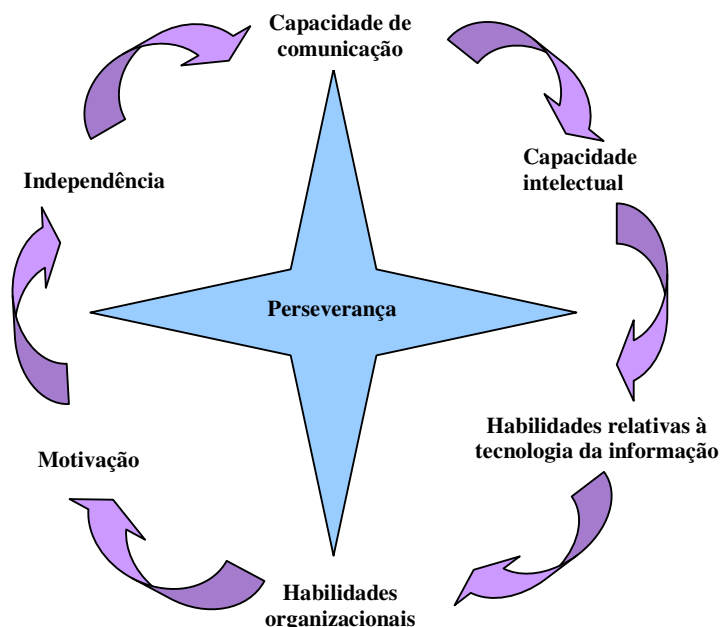 Capacidade de
comunicação
Capacidade
intelectual
Independência
Perseverança
Habilidades relativas à
tecnologia da informação
Motivação
Habilidades
organizacionais